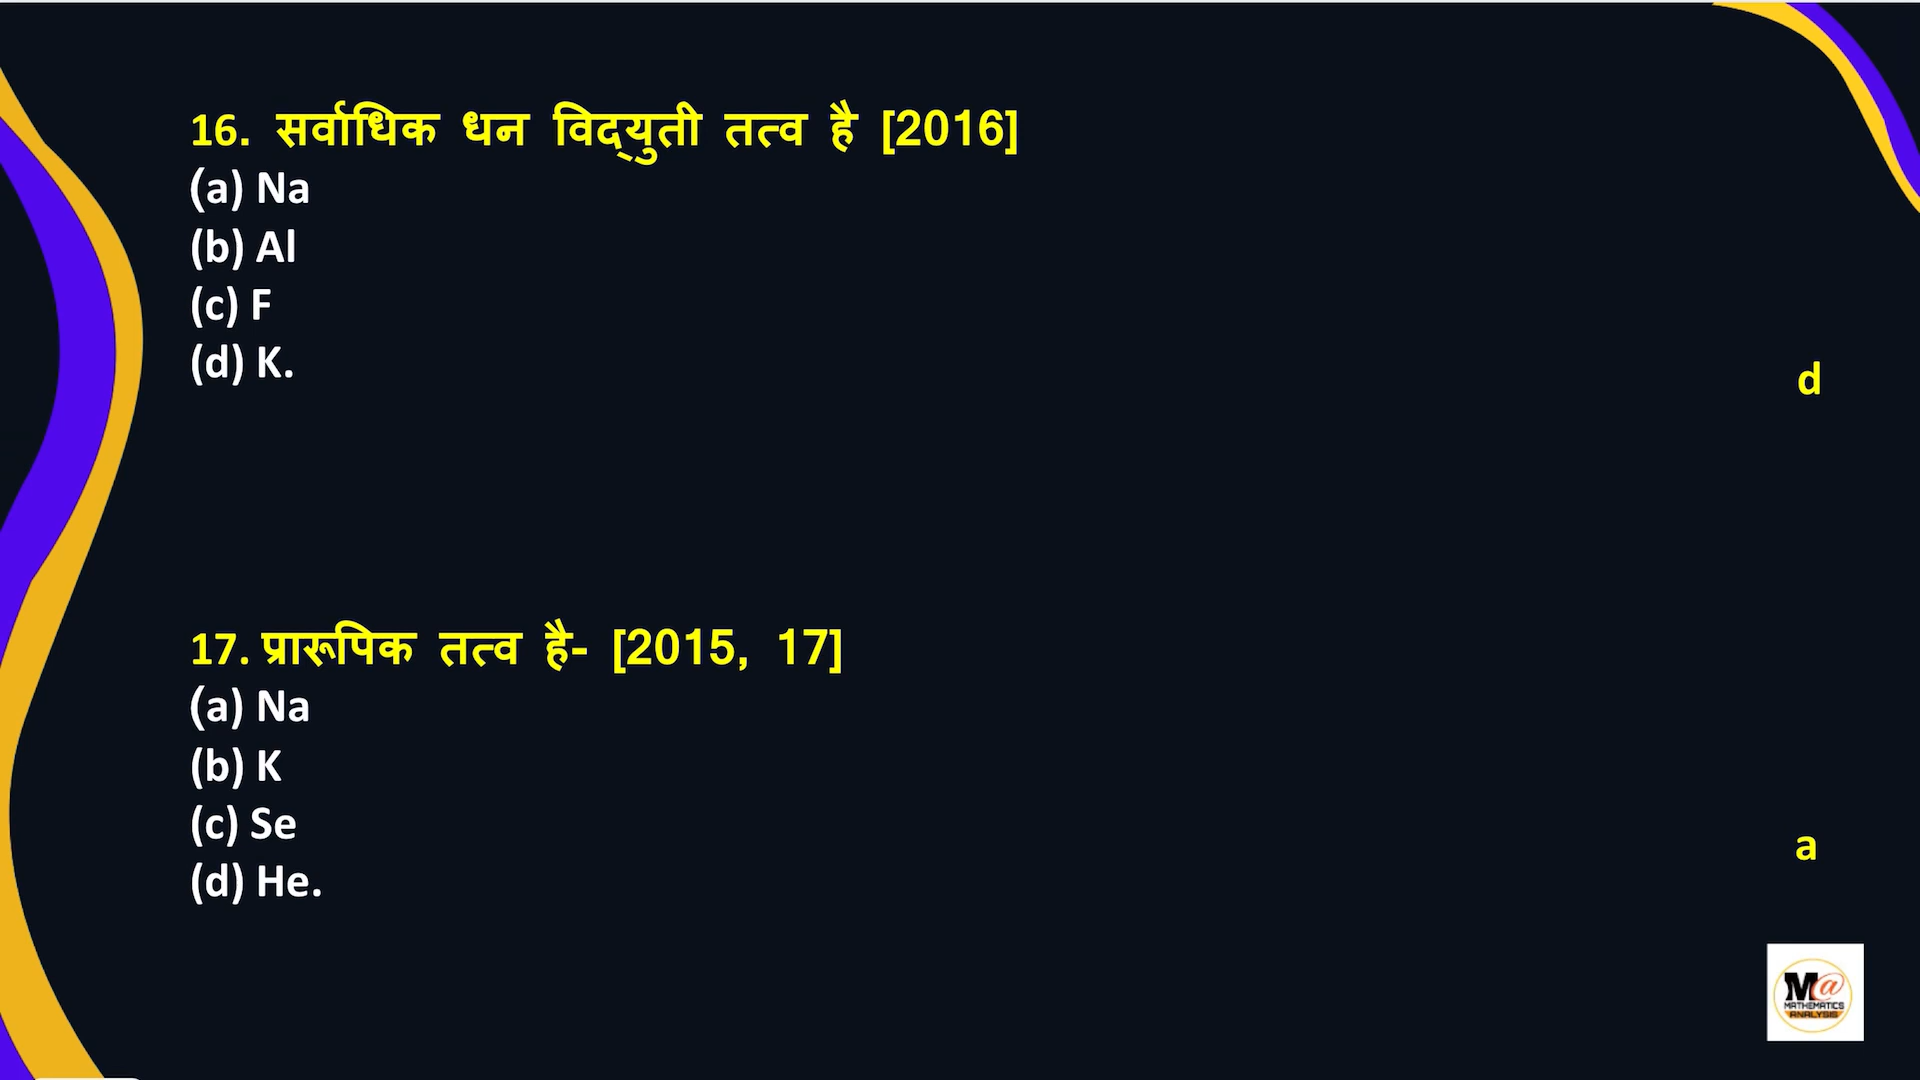 16. सर्वाधिक धन विद्युती तत्व है [2016]
(a) Na
(b) Al
(c) F
(d) K.
d
17. प्रारूपिक तत्व है- [2015, 17]
(a) Na
(b) K
(c) Se
(d) He.
a
M@
MATHEMATICS
ANALYSIS